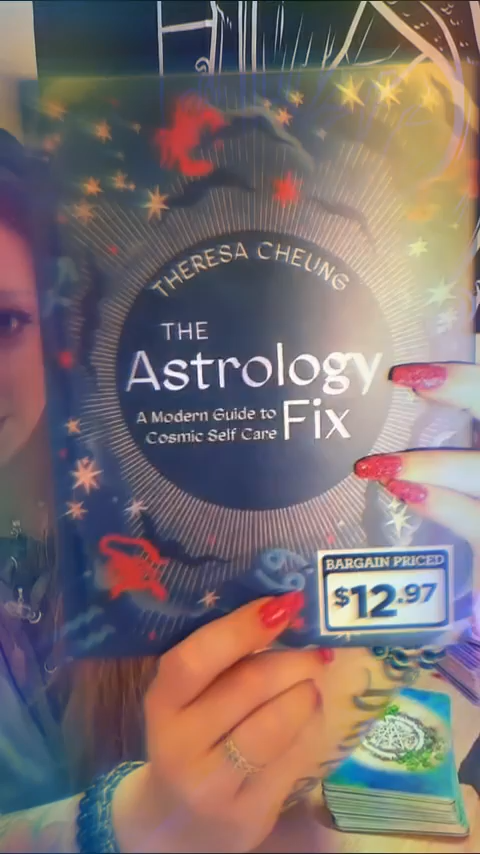 THERESA CHEUNG
THE
Astrology
A Modern Guide to
Cosmic Self Care
Fix
BARGAIN PRICED
$12.97